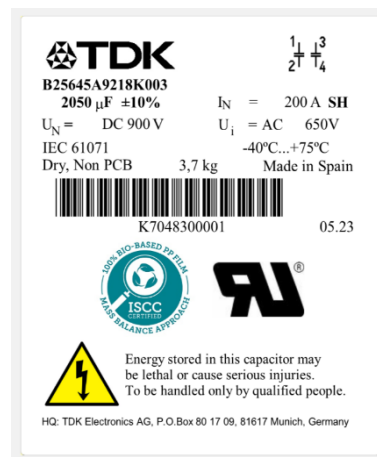 TDK
1 3
2 4
B25645A9218K003
2050 µF ±10% I_N = 200 A SH
U_N = DC 900 V U_i = AC 650V
IEC 61071 -40ºC...+75ºC
Dry, Non PCB 3,7 kg Made in Spain
K7048300001 05.23
100% BIO-BASED PP FILM
ISCC
CERTIFIED
MASS BALANCE APPROACH
RU®
Energy stored in this capacitor may
be lethal or cause serious injuries.
To be handled only by qualified people.
HQ: TDK Electronics AG, P.O.Box 80 17 09, 81617 Munich, Germany